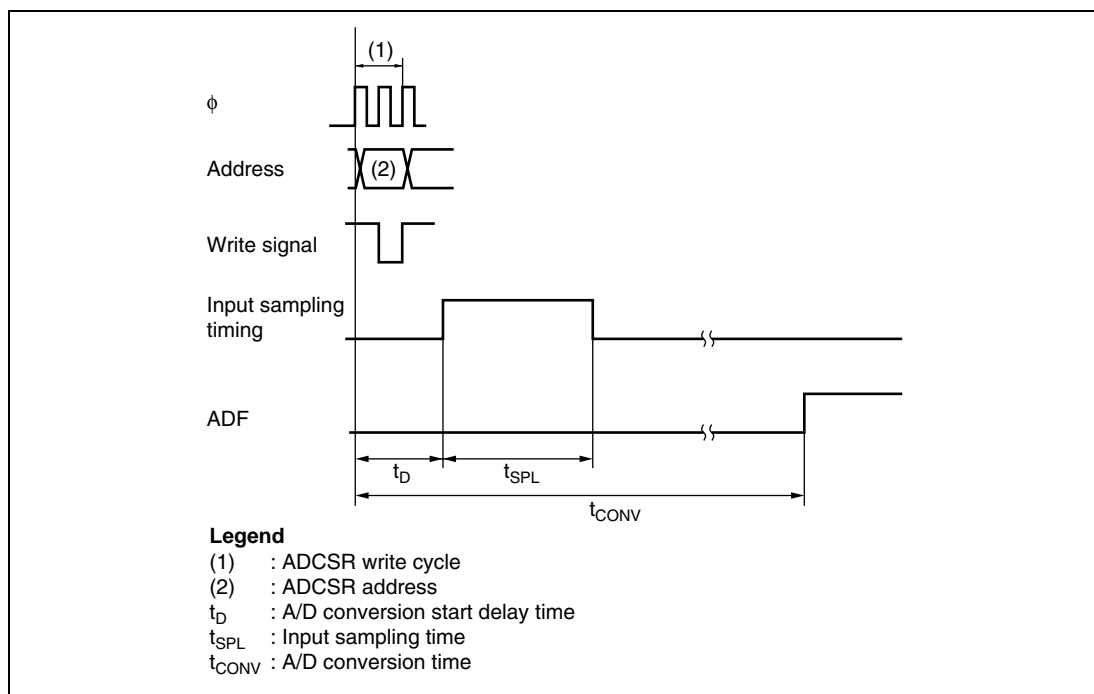 (1)
ϕ
Address
(2)
Write signal
Input sampling
timing
ADF
tD
tSPL
tCONV
Legend
(1) : ADCSR write cycle
(2) : ADCSR address
tD : A/D conversion start delay time
tSPL : Input sampling time
tCONV : A/D conversion time